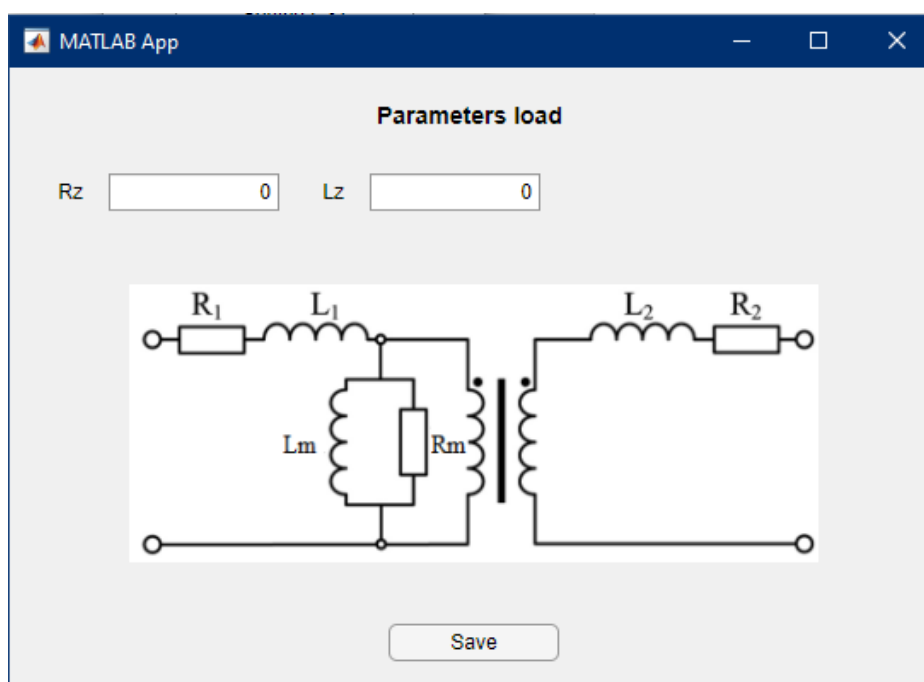 MATLAB App
Parameters load
Rz 0 Lz 0
R₁ L₁ L₂ R₂
Lm Rm
Save